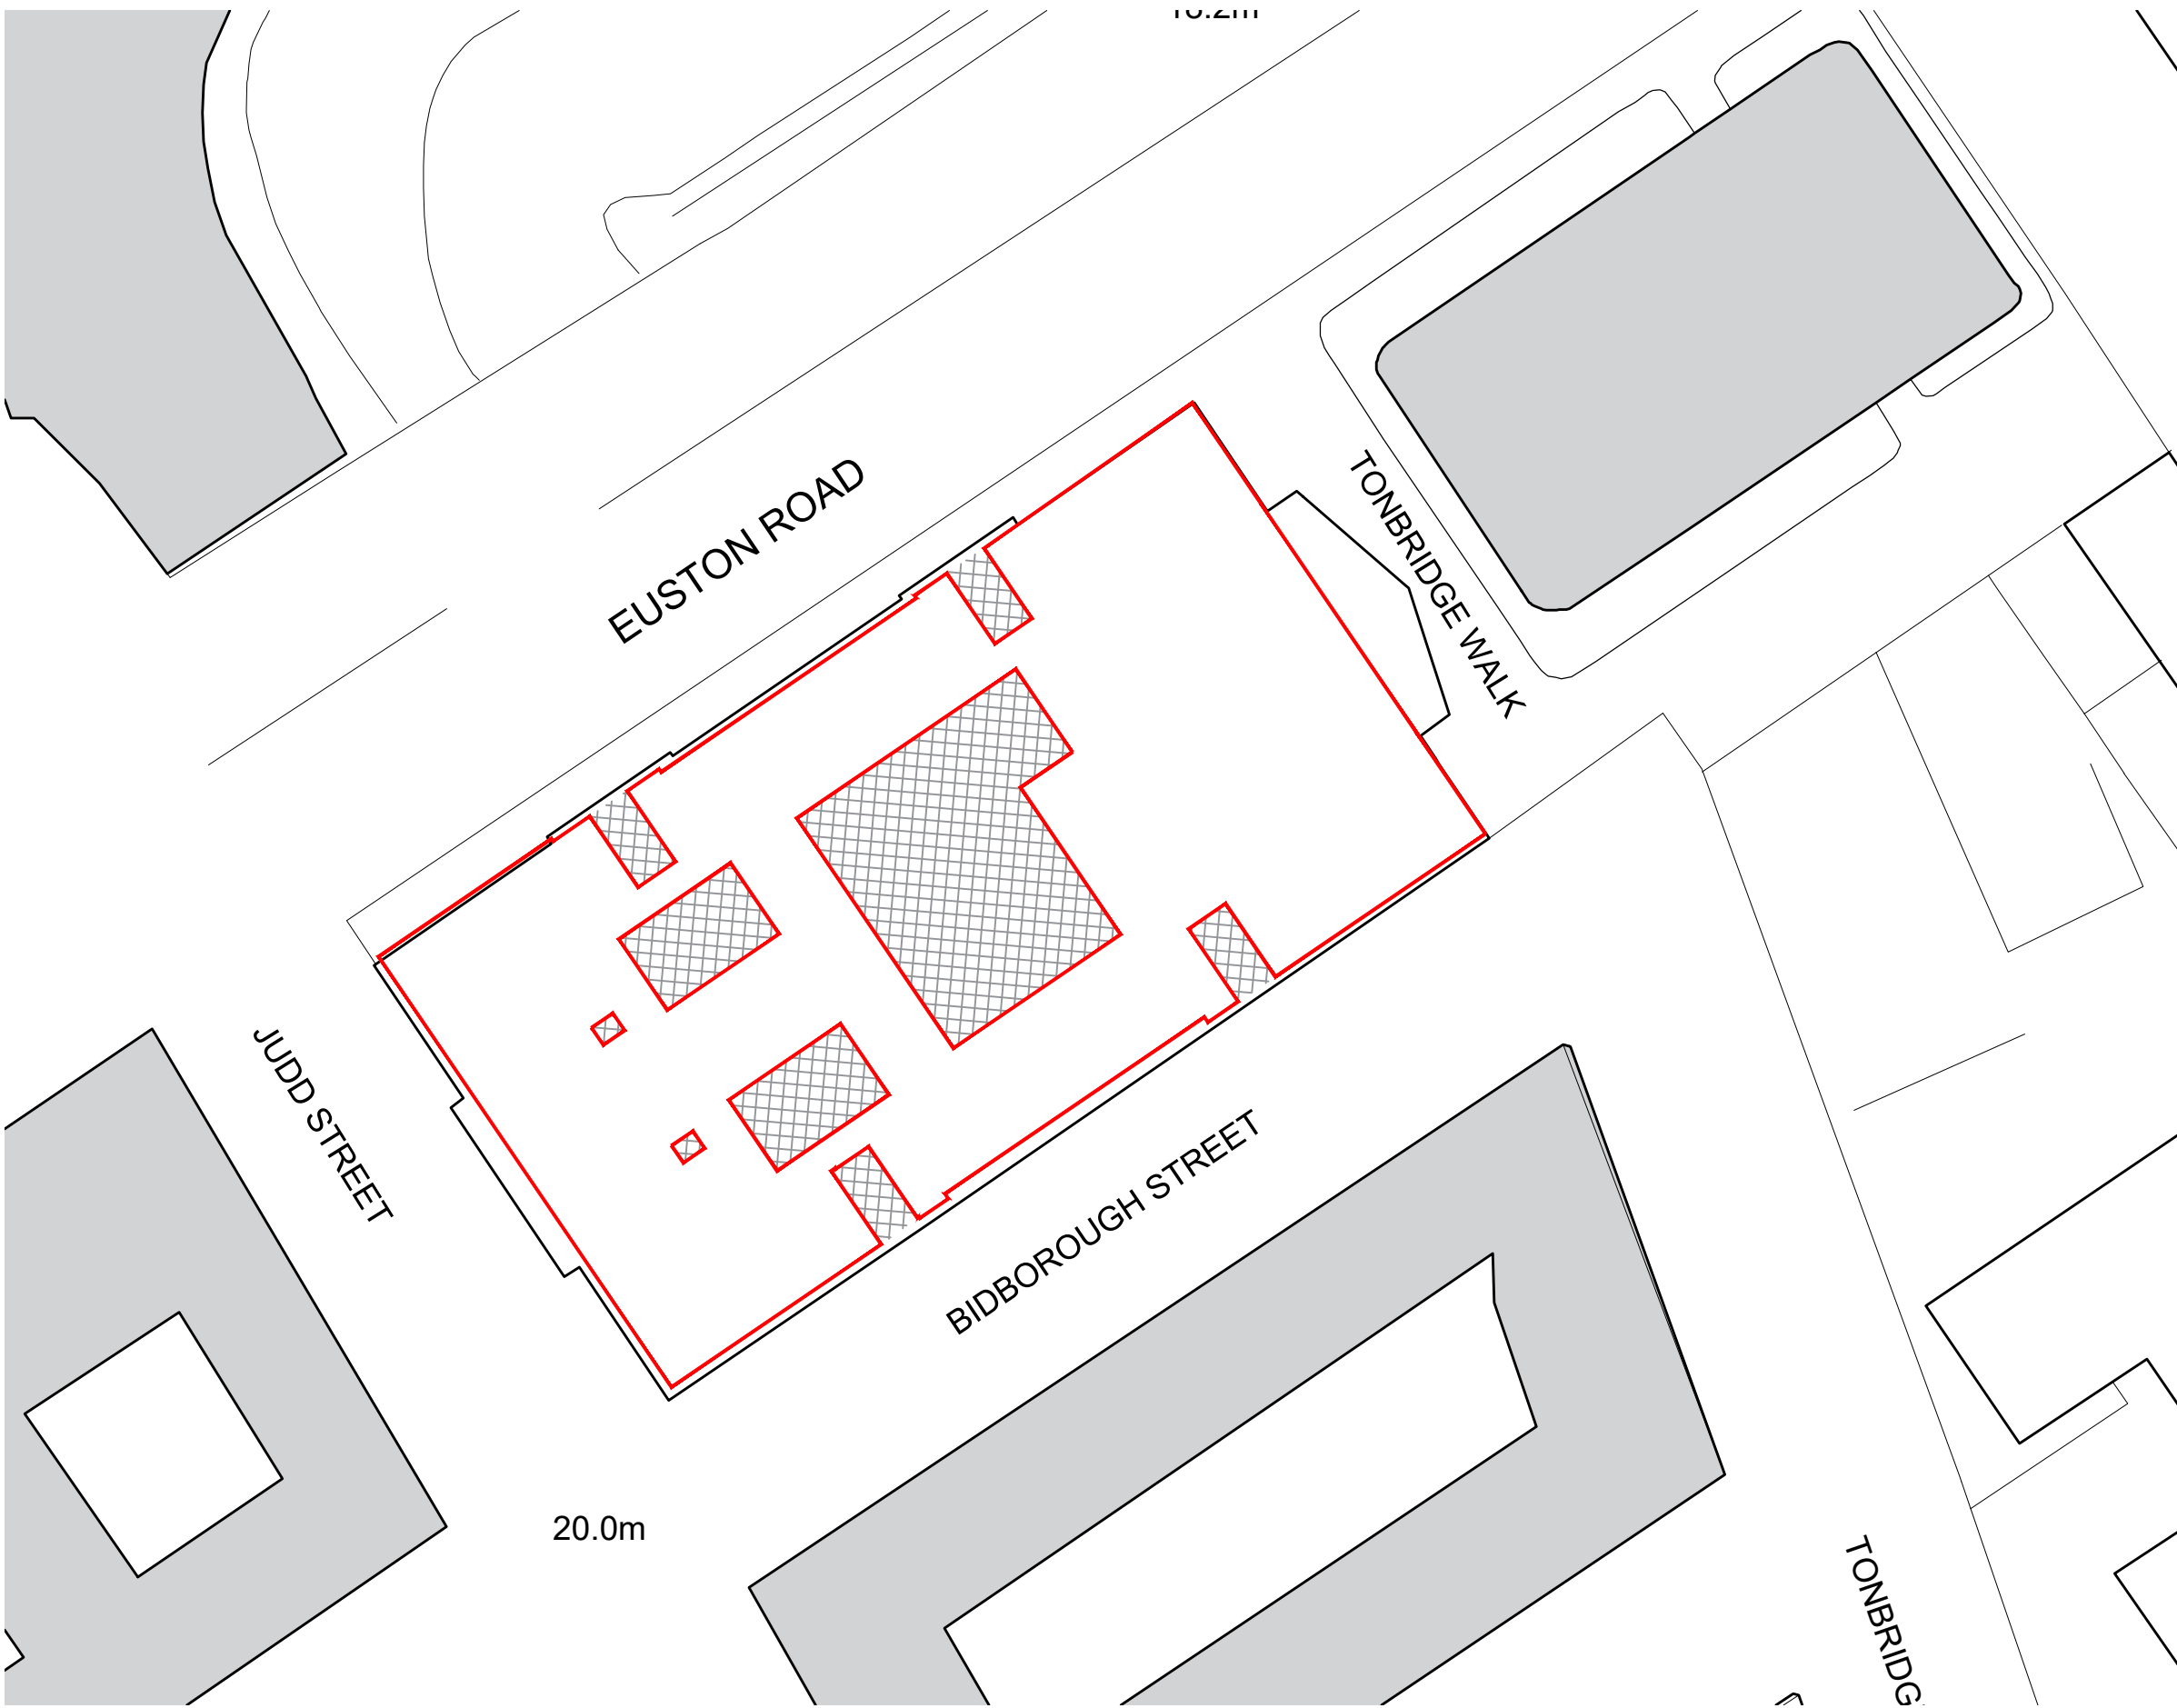 EUSTON ROAD
TONBRIDGE WALK
JUDD STREET
BIDBOROUGH STREET
20.0m